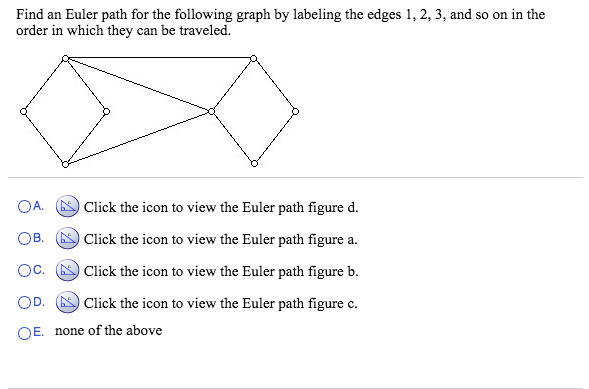 Find an Euler path for the following graph by labeling the edges 1, 2, 3, and so on in the
order in which they can be traveled.
A. Click the icon to view the Euler path figure d.
B. Click the icon to view the Euler path figure a.
C. Click the icon to view the Euler path figure b.
D. Click the icon to view the Euler path figure c.
E. none of the above